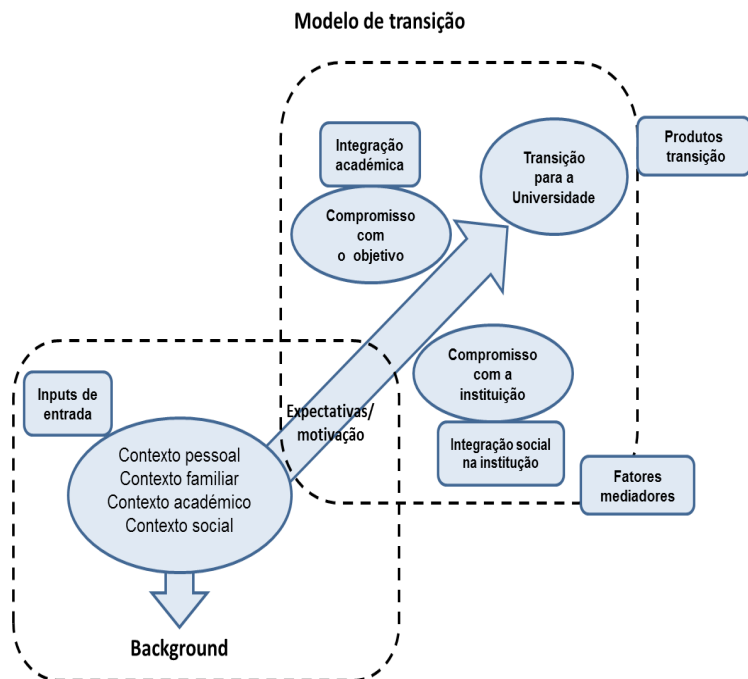 Modelo de transição
Integração
académica
Compromisso
com
o objetivo
Transição
para a
Universidade
Produtos
transição
Compromisso
com a
instituição
Integração social
na instituição
Fatores
mediadores
Inputs de
entrada
Expectativas/
motivação
Contexto pessoal
Contexto familiar
Contexto académico
Contexto social
Background